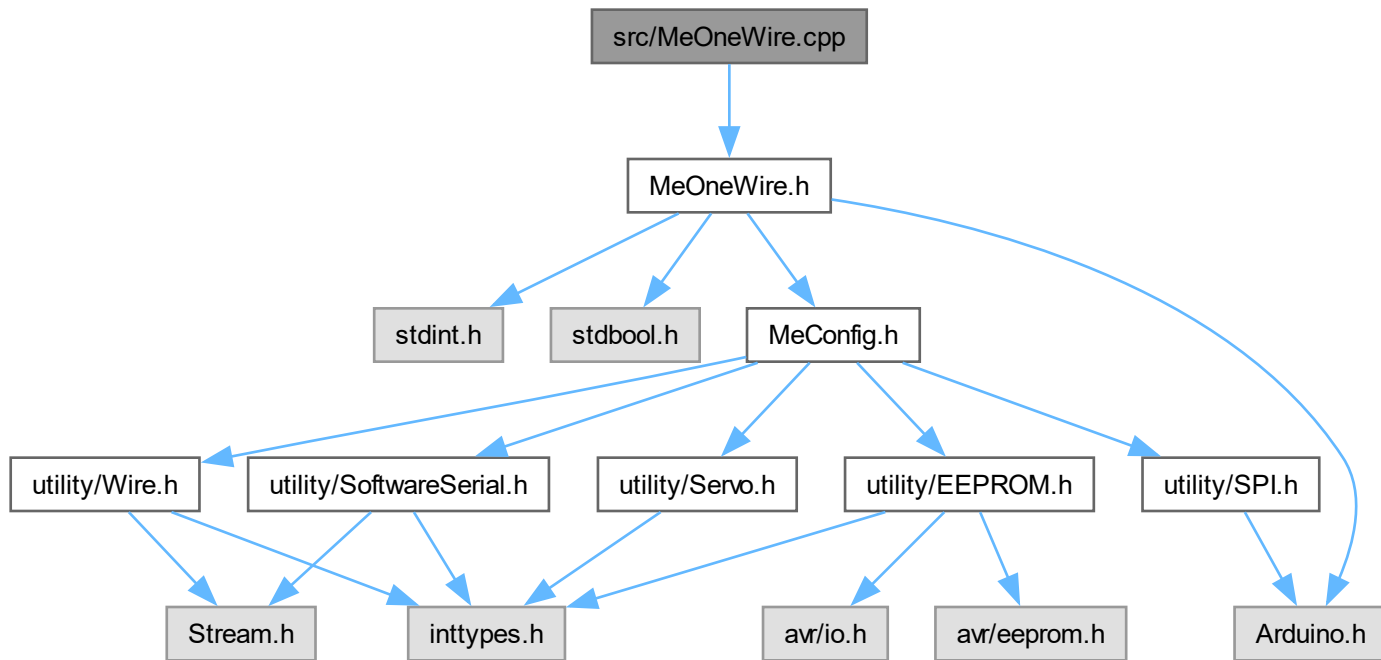 src/MeOneWire.cpp
MeOneWire.h
stdint.h
stdbool.h
MeConfig.h
utility/Wire.h
utility/SoftwareSerial.h
utility/Servo.h
utility/EEPROM.h
utility/SPI.h
Stream.h
inttypes.h
avr/io.h
avr/eeprom.h
Arduino.h